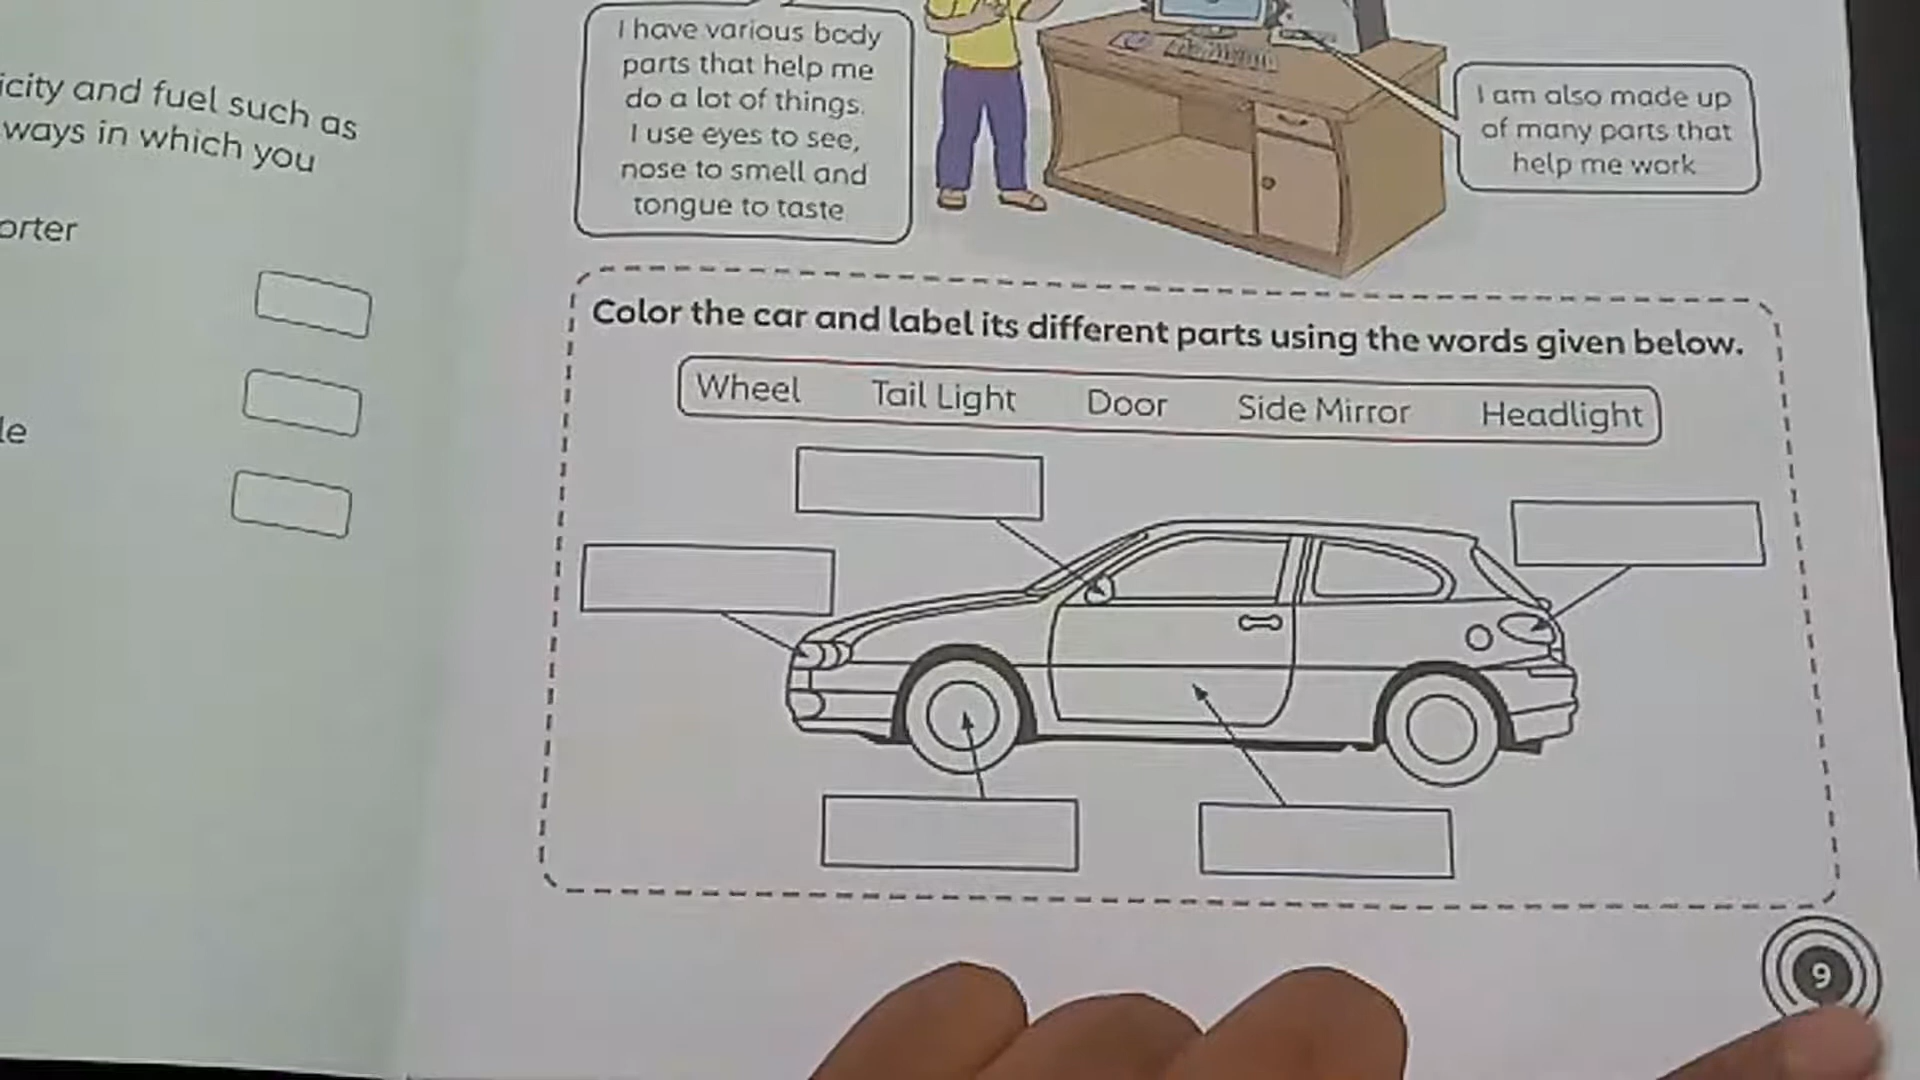 icity and fuel such as
ways in which you
orter
le
I have various body
parts that help me
do a lot of things.
I use eyes to see,
nose to smell and
tongue to taste
I am also made up
of many parts that
help me work
Color the car and label its different parts using the words given below.
Wheel Tail Light Door Side Mirror Headlight
9